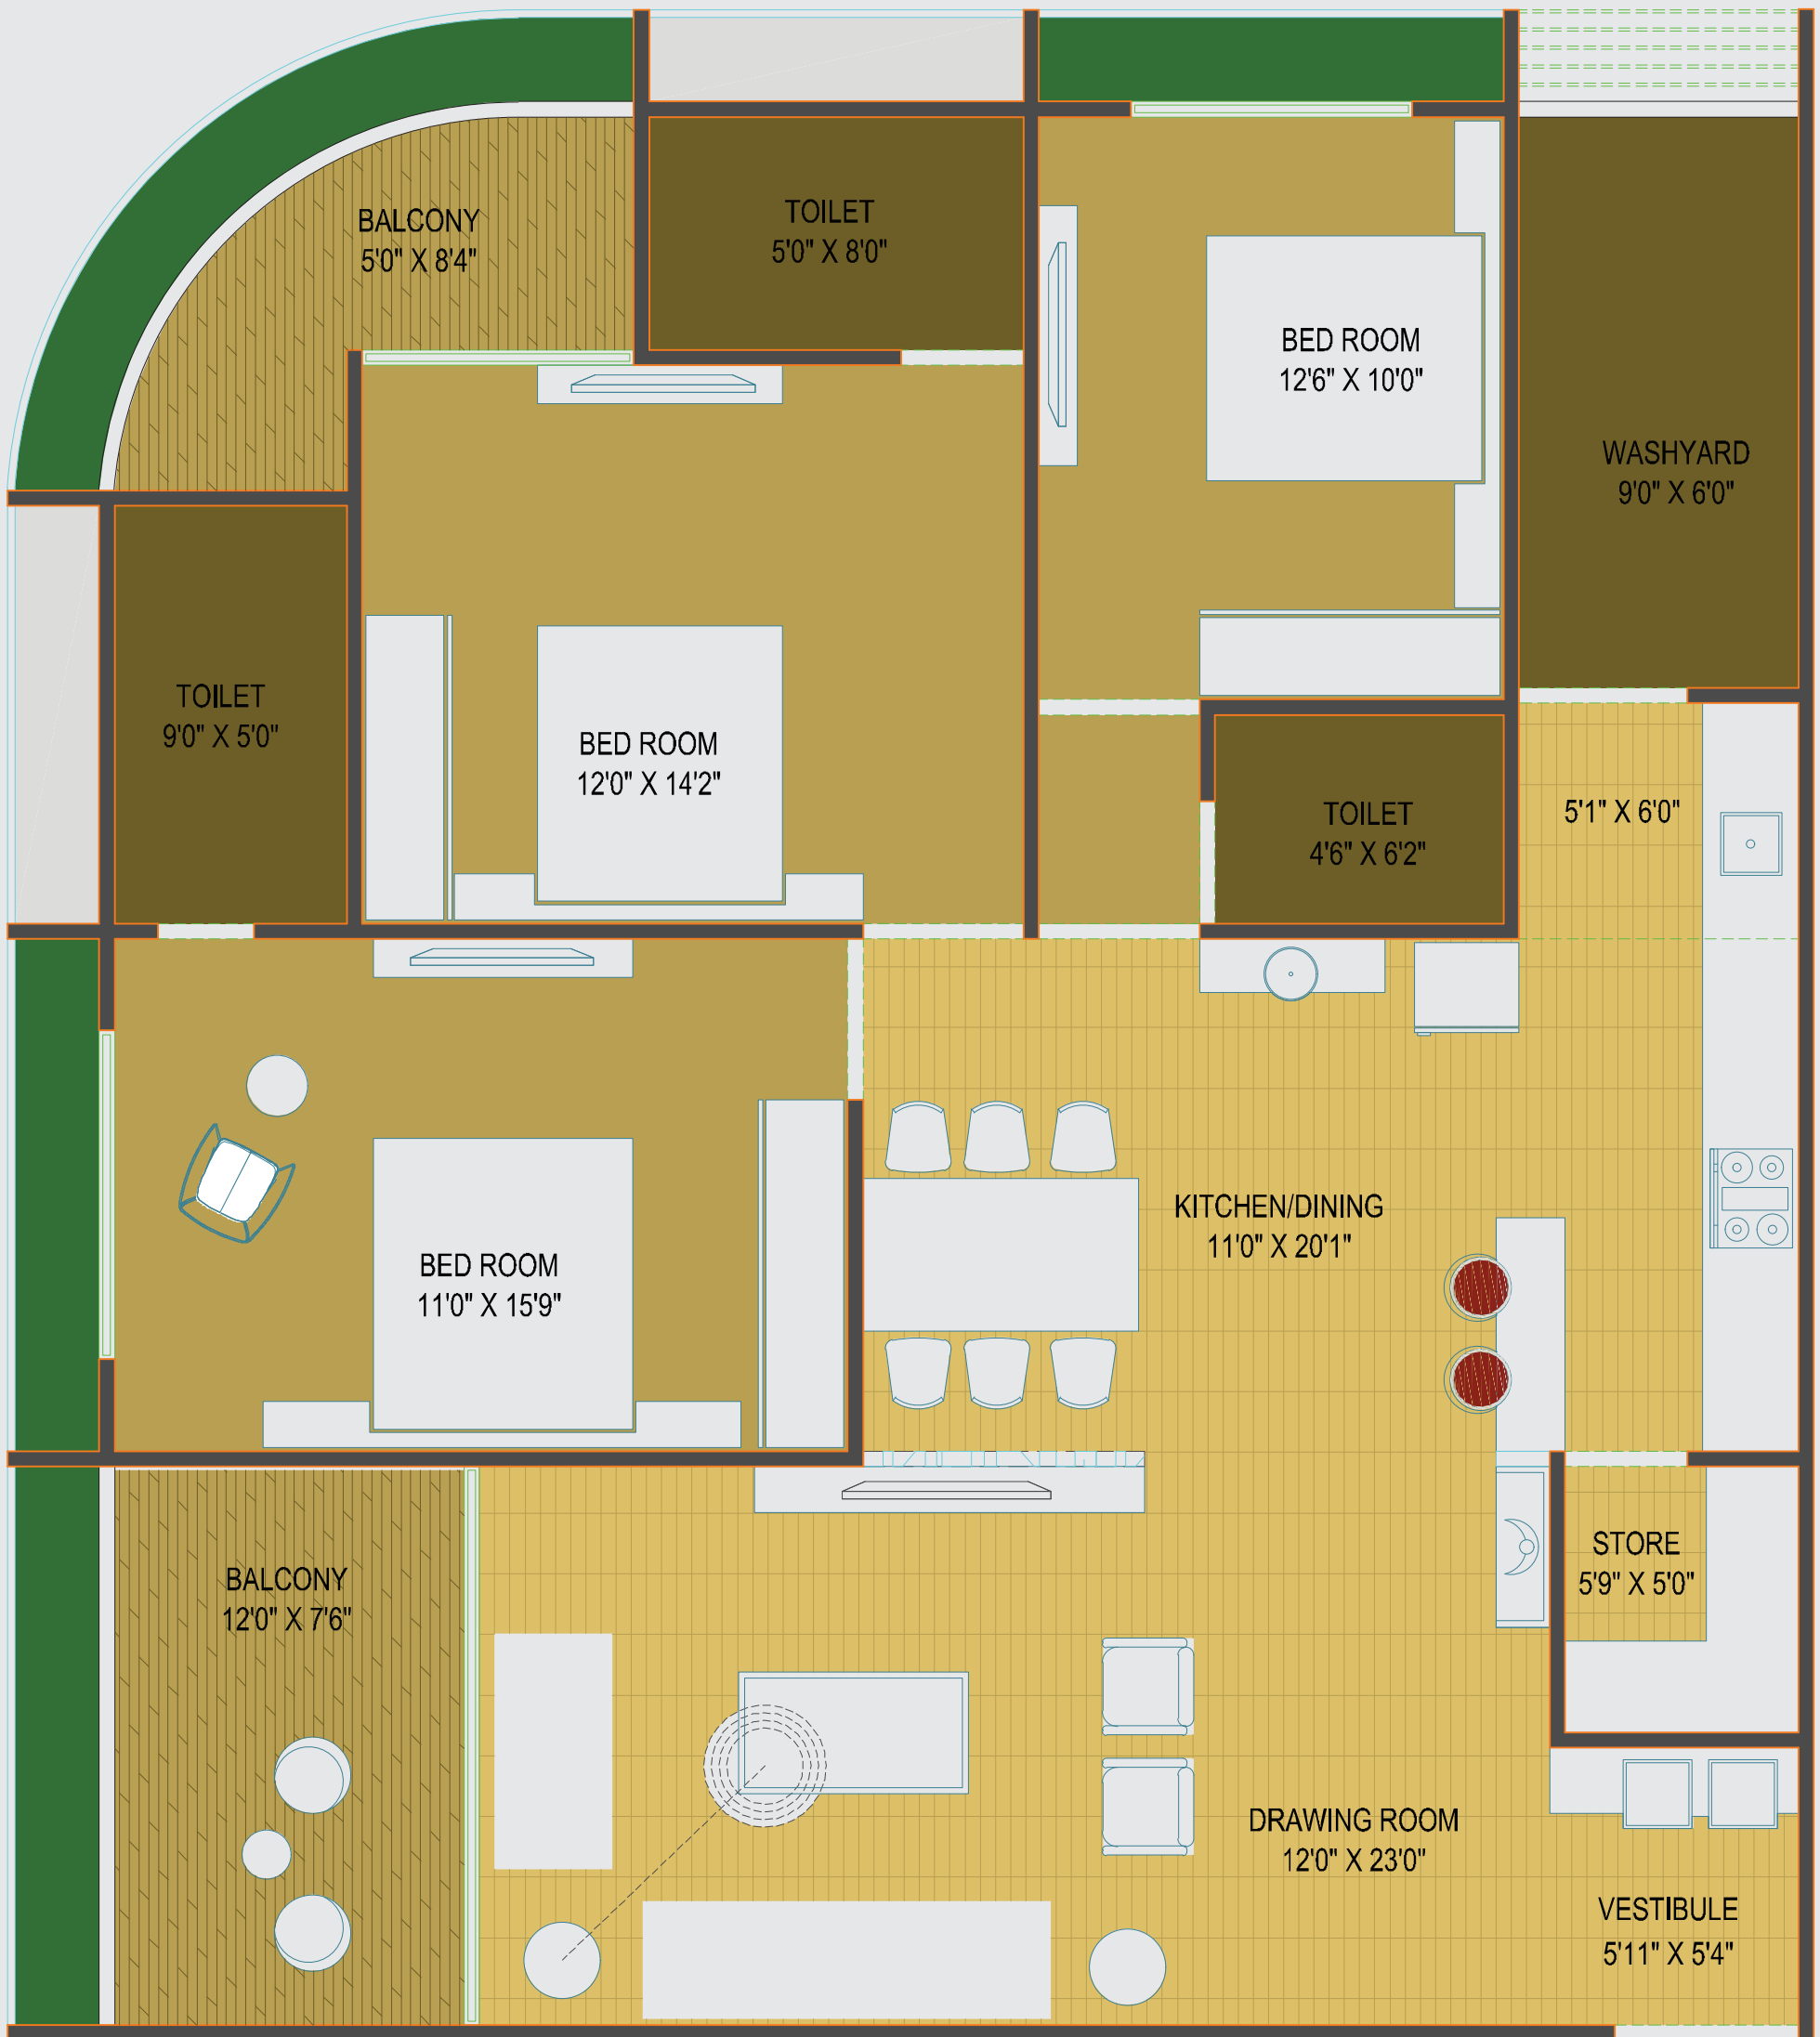 BALCONY
5'0" X 8'4"
TOILET
5'0" X 8'0"
BED ROOM
12'6" X 10'0"
WASHYARD
9'0" X 6'0"
TOILET
9'0" X 5'0"
BED ROOM
12'0" X 14'2"
TOILET
4'6" X 6'2"
5'1" X 6'0"
BED ROOM
11'0" X 15'9"
KITCHEN/DINING
11'0" X 20'1"
BALCONY
12'0" X 7'6"
STORE
5'9" X 5'0"
DRAWING ROOM
12'0" X 23'0"
VESTIBULE
5'11" X 5'4"